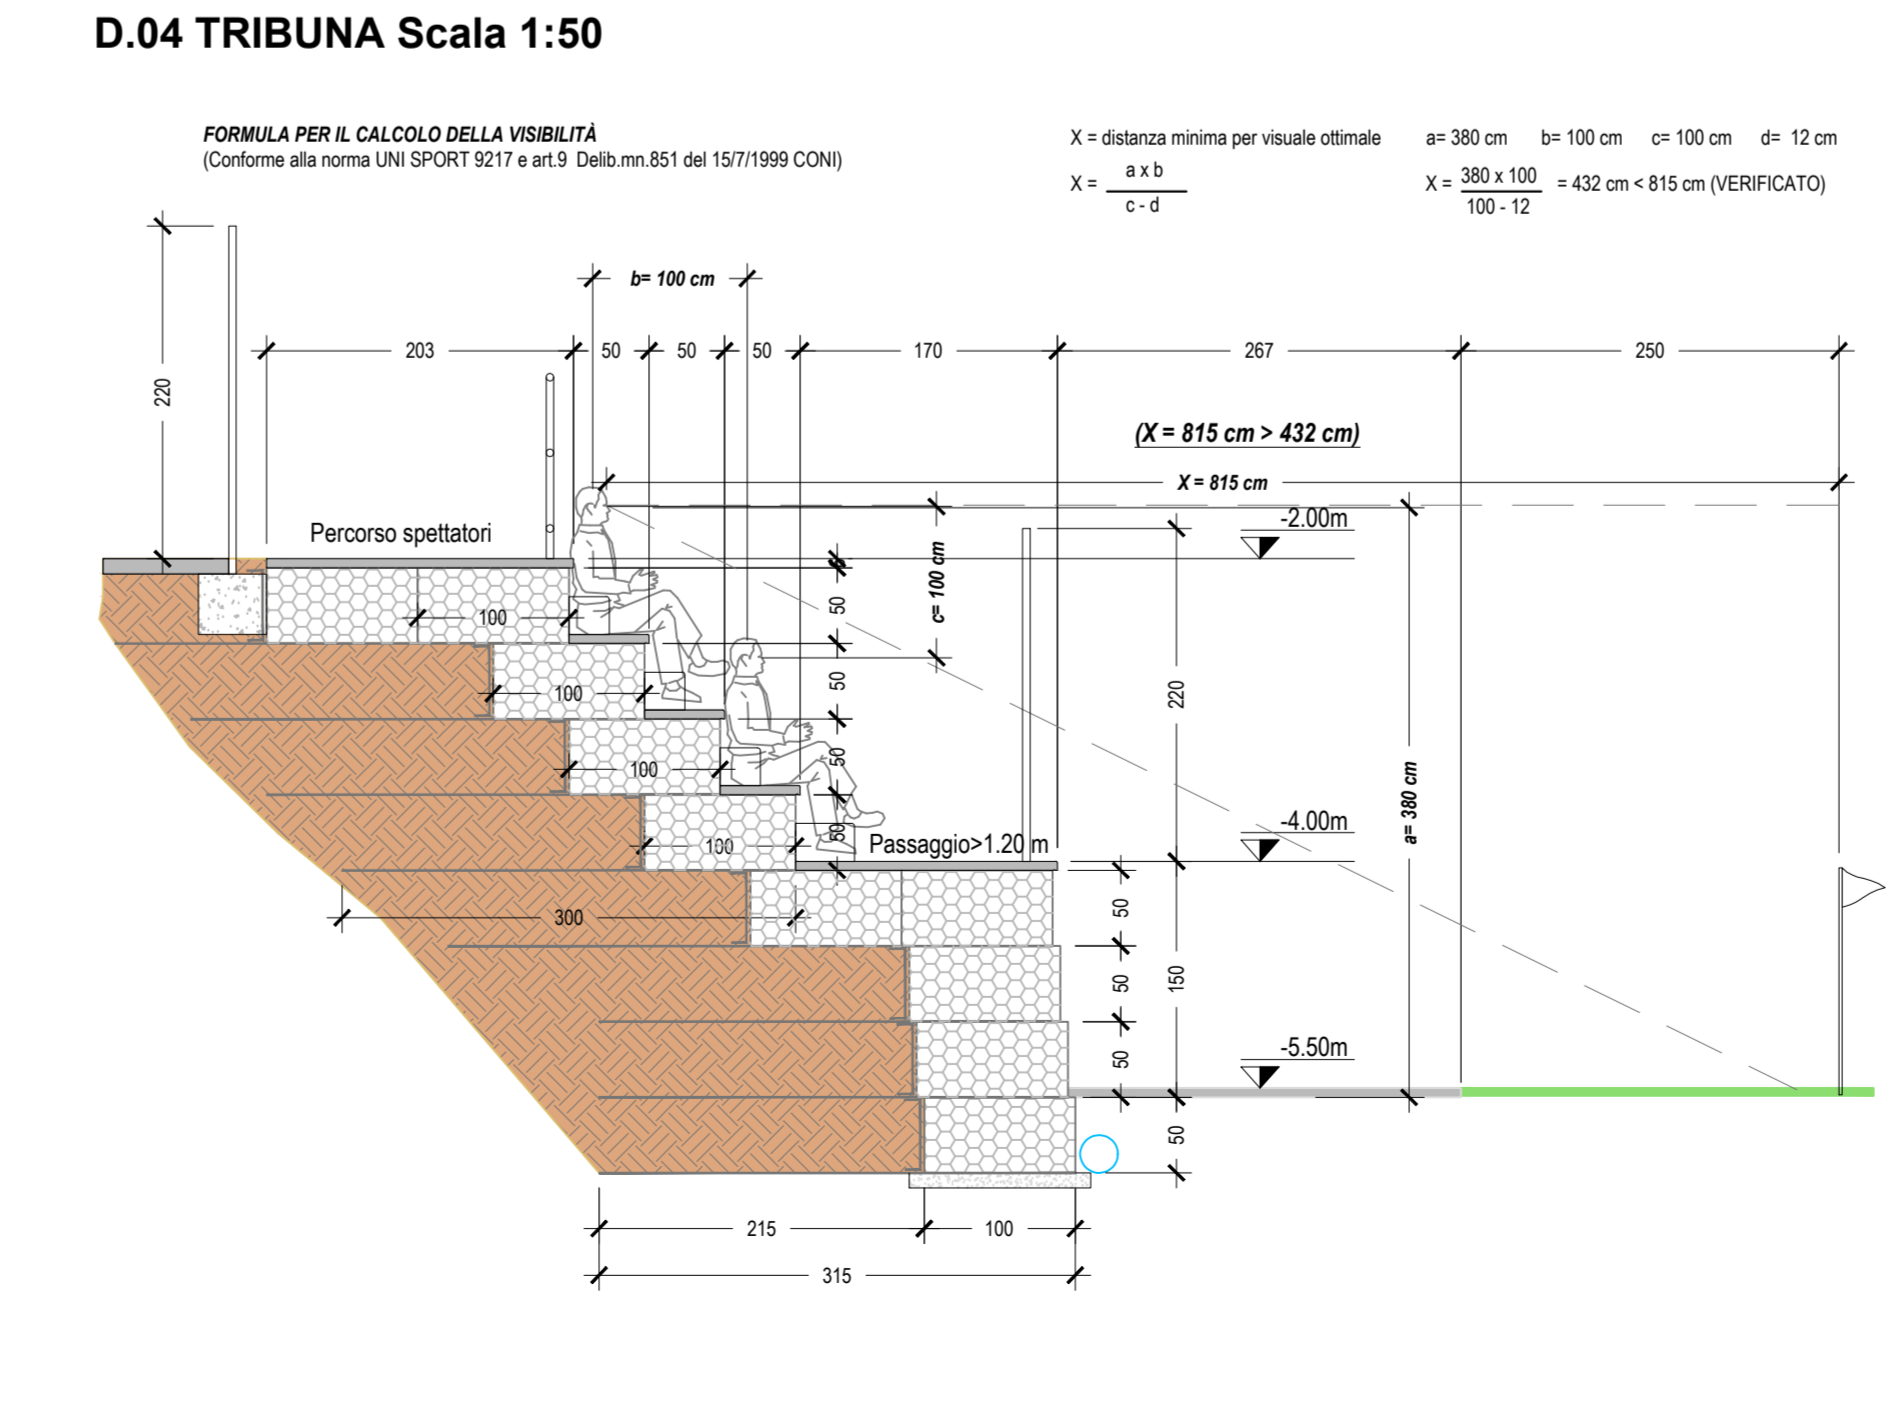 D.04 TRIBUNA Scala 1:50
FORMULA PER IL CALCOLO DELLA VISIBILITÀ
(Conforme alla norma UNI SPORT 9217 e art.9 Delib.mn.851 del 15/7/1999 CONI)
X = distanza minima per visuale ottimale
a= 380 cm b= 100 cm c= 100 cm d= 12 cm
X = a x b
c - d
X = 380 x 100 = 432 cm < 815 cm (VERIFICATO)
100 - 12
b= 100 cm
203
50
50
50
170
267
250
220
(X = 815 cm > 432 cm)
X = 815 cm
Percorso spettatori
-2.00m
c= 100 cm
50
50
50
50
100
100
100
100
220
a= 380 cm
-4.00m
Passaggio>1.20 m
300
50
50
50
150
-5.50m
50
215
100
315